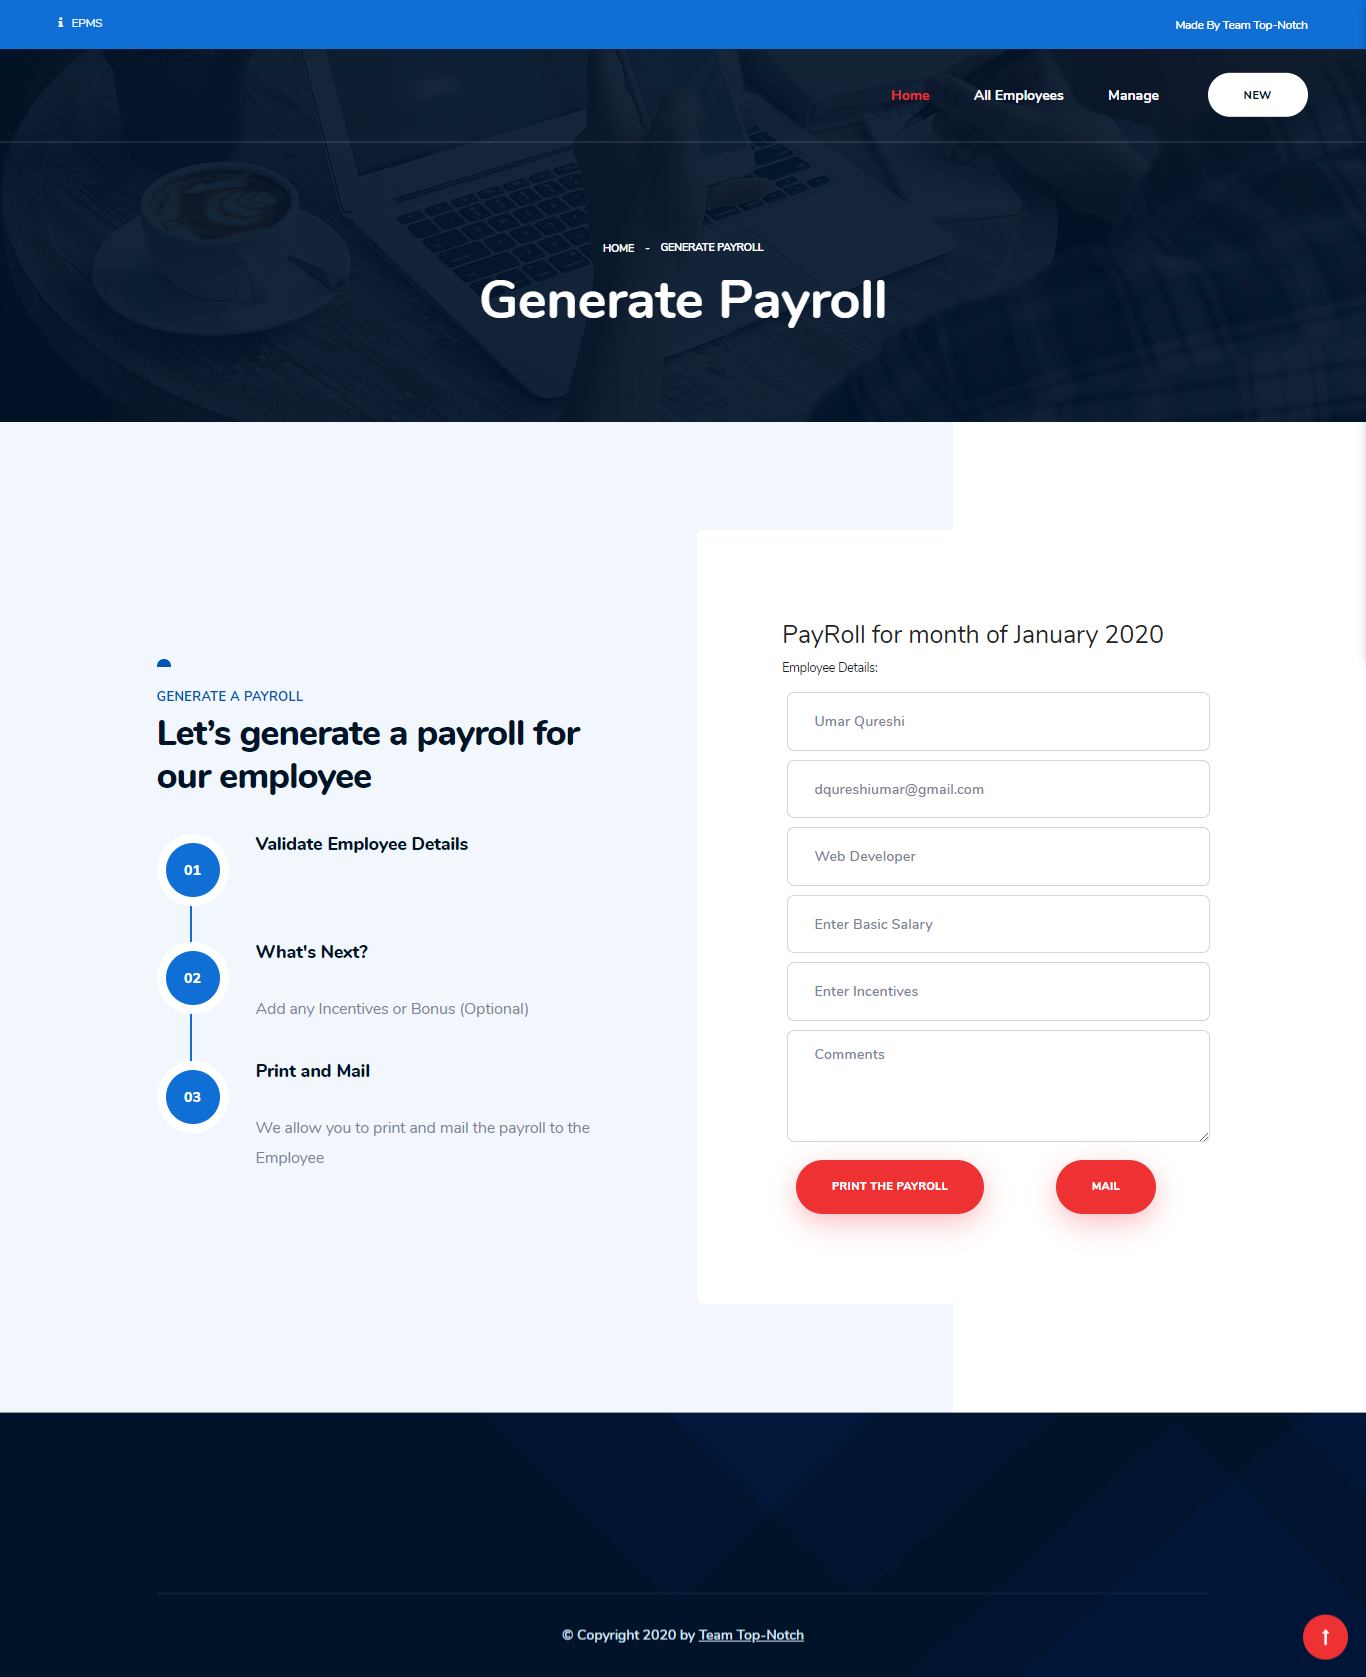 EPMS
Made By Team Top-Notch
Home
All Employees
Manage
NEW
HOME - GENERATE PAYROLL
Generate Payroll
GENERATE A PAYROLL
Let’s generate a payroll for
our employee
01
Validate Employee Details
02
What's Next?
Add any Incentives or Bonus (Optional)
03
Print and Mail
We allow you to print and mail the payroll to the
Employee
PayRoll for month of January 2020
Employee Details:
Umar Qureshi
dqureshiumar@gmail.com
Web Developer
Enter Basic Salary
Enter Incentives
Comments
PRINT THE PAYROLL
MAIL
© Copyright 2020 by Team Top-Notch